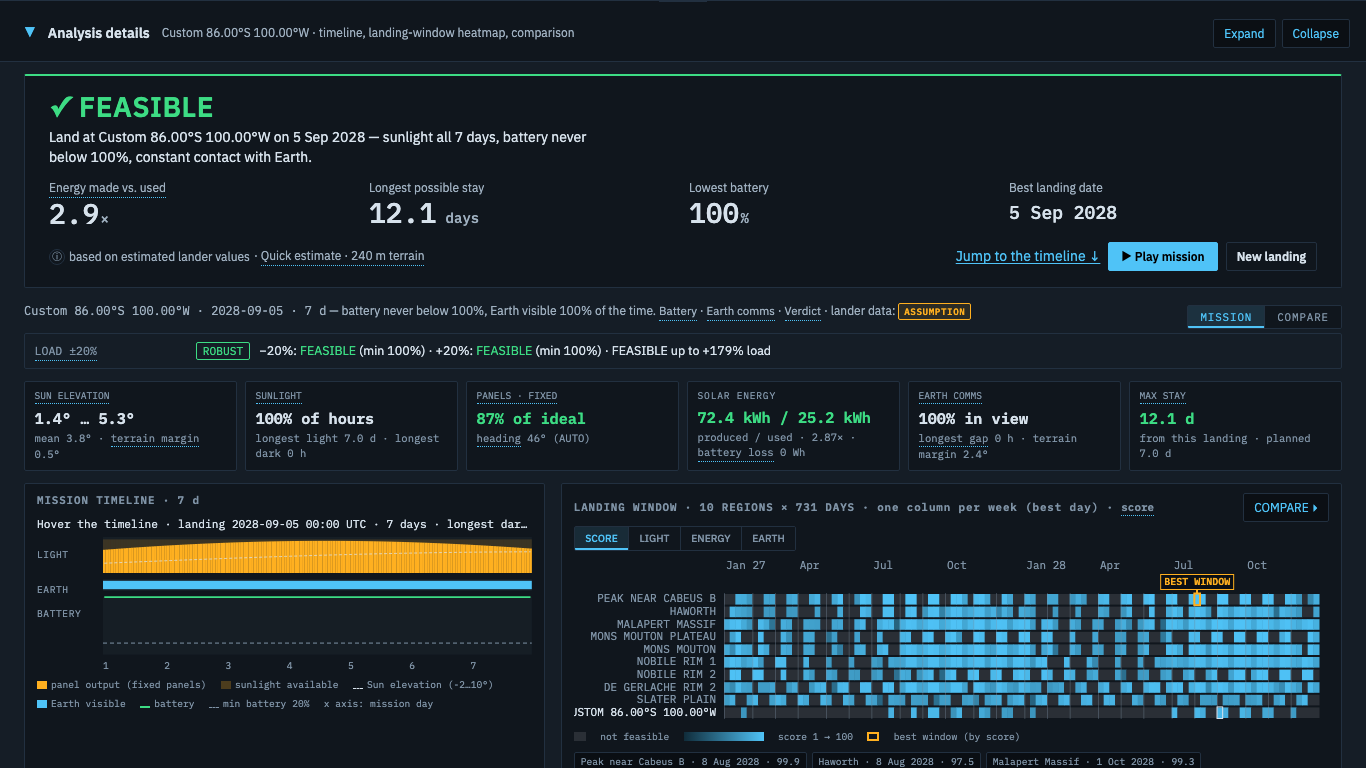 ▼ Analysis details Custom 86.00°S 100.00°W · timeline, landing-window heatmap, comparison Expand Collapse
✓ FEASIBLE
Land at Custom 86.00°S 100.00°W on 5 Sep 2028 — sunlight all 7 days, battery never
below 100%, constant contact with Earth.
Energy made vs. used Longest possible stay Lowest battery Best landing date
2.9× 12.1 days 100% 5 Sep 2028
ⓘ based on estimated lander values · Quick estimate · 240 m terrain Jump to the timeline ↓ ▶ Play mission New landing
Custom 86.00°S 100.00°W · 2028-09-05 · 7 d — battery never below 100%, Earth visible 100% of the time. Battery · Earth comms · Verdict · lander data: ASSUMPTION MISSION COMPARE
LOAD ±20% ROBUST −20%: FEASIBLE (min 100%) · +20%: FEASIBLE (min 100%) · FEASIBLE up to +179% load
SUN ELEVATION SUNLIGHT PANELS · FIXED SOLAR ENERGY EARTH COMMS MAX STAY
1.4° … 5.3° 100% of hours 87% of ideal 72.4 kWh / 25.2 kWh 100% in view 12.1 d
mean 3.8° · terrain margin longest light 7.0 d · longest heading 46° (AUTO) produced / used · 2.87× · longest gap 0 h · terrain from this landing · planned
0.5° dark 0 h battery loss 0 Wh margin 2.4° 7.0 d
MISSION TIMELINE · 7 d
Hover the timeline · landing 2028-09-05 00:00 UTC · 7 days · longest dar…
LIGHT
EARTH
BATTERY
1 2 3 4 5 6 7
panel output (fixed panels) sunlight available Sun elevation (-2…10°)
Earth visible battery min battery 20% x axis: mission day
LANDING WINDOW · 10 REGIONS × 731 DAYS · one column per week (best day) · score COMPARE ▸
SCORE LIGHT ENERGY EARTH
Jan 27 Apr Jul Oct Jan 28 Apr Jul Oct
BEST WINDOW
PEAK NEAR CABEUS B
HAWORTH
MALAPERT MASSIF
MONS MOUTON PLATEAU
MONS MOUTON
NOBILE RIM 1
NOBILE RIM 2
DE GERLACHE RIM 2
SLATER PLAIN
JSTOM 86.00°S 100.00°W
not feasible score 1 → 100 best window (by score)
Peak near Cabeus B · 8 Aug 2028 · 99.9 Haworth · 8 Aug 2028 · 97.5 Malapert Massif · 1 Oct 2028 · 99.3